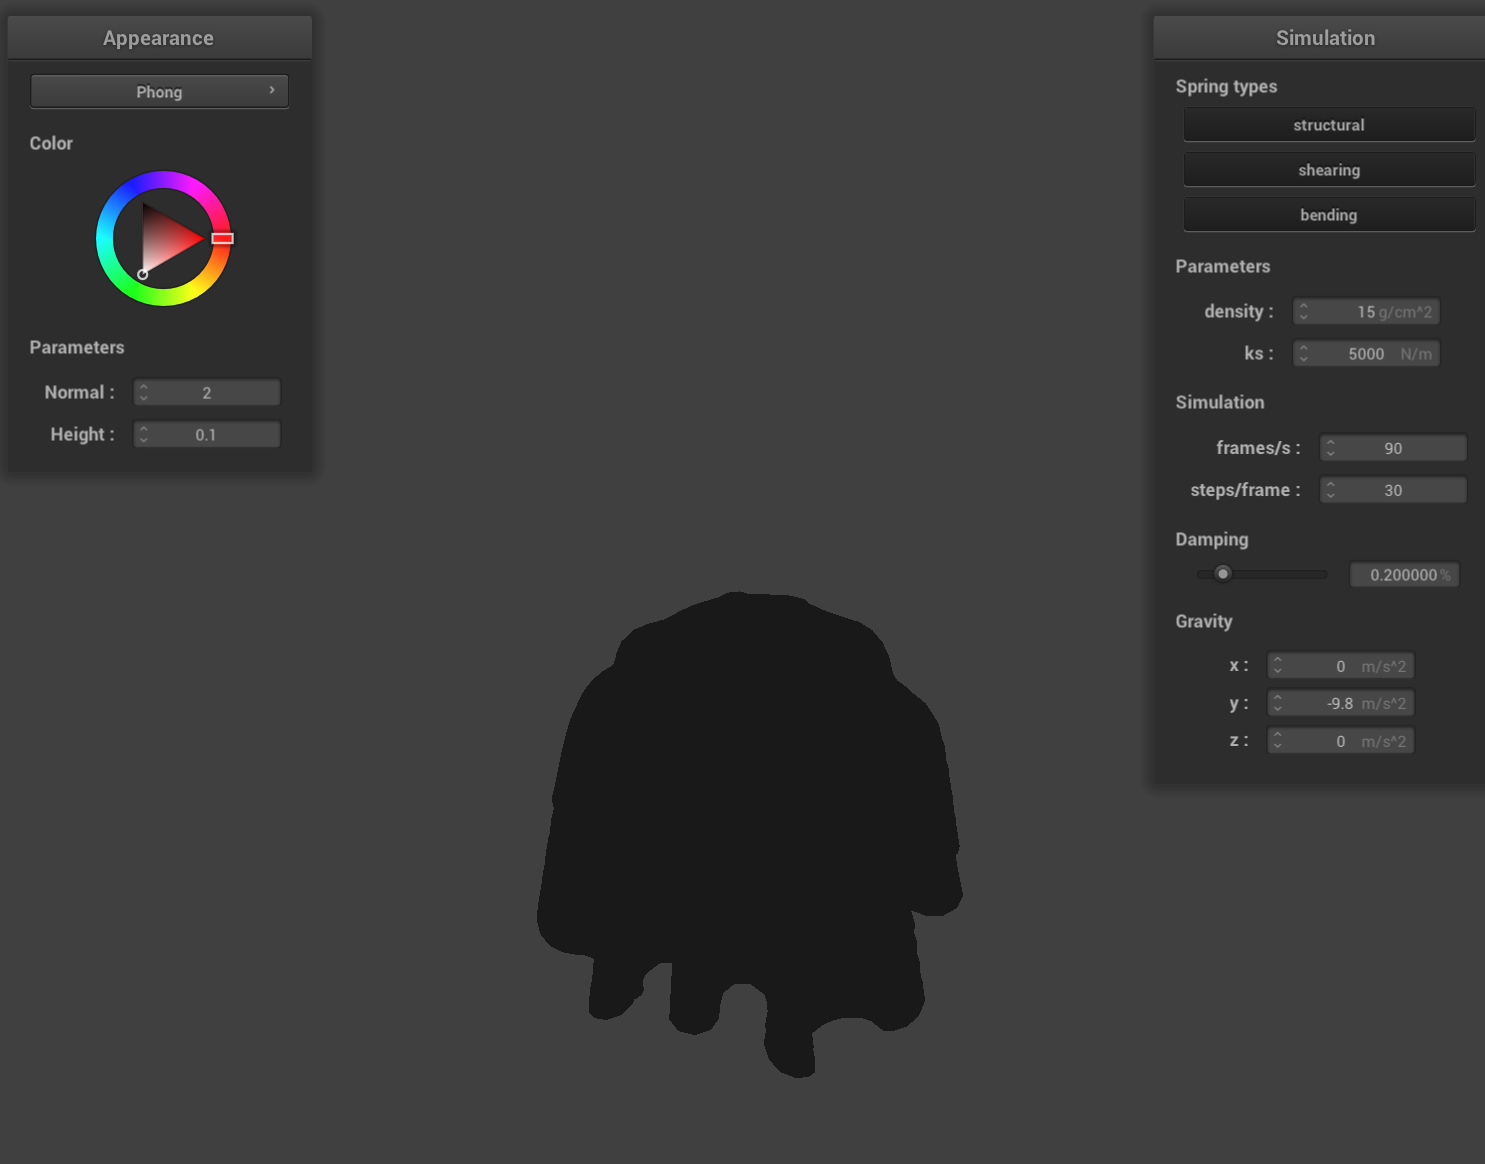 Appearance
Phong ›
Color
Parameters
Normal : 2
Height : 0.1
Simulation
Spring types
structural
shearing
bending
Parameters
density : 15 g/cm^2
ks : 5000 N/m
Simulation
frames/s : 90
steps/frame : 30
Damping
0.200000 %
Gravity
x : 0 m/s^2
y : -9.8 m/s^2
z : 0 m/s^2